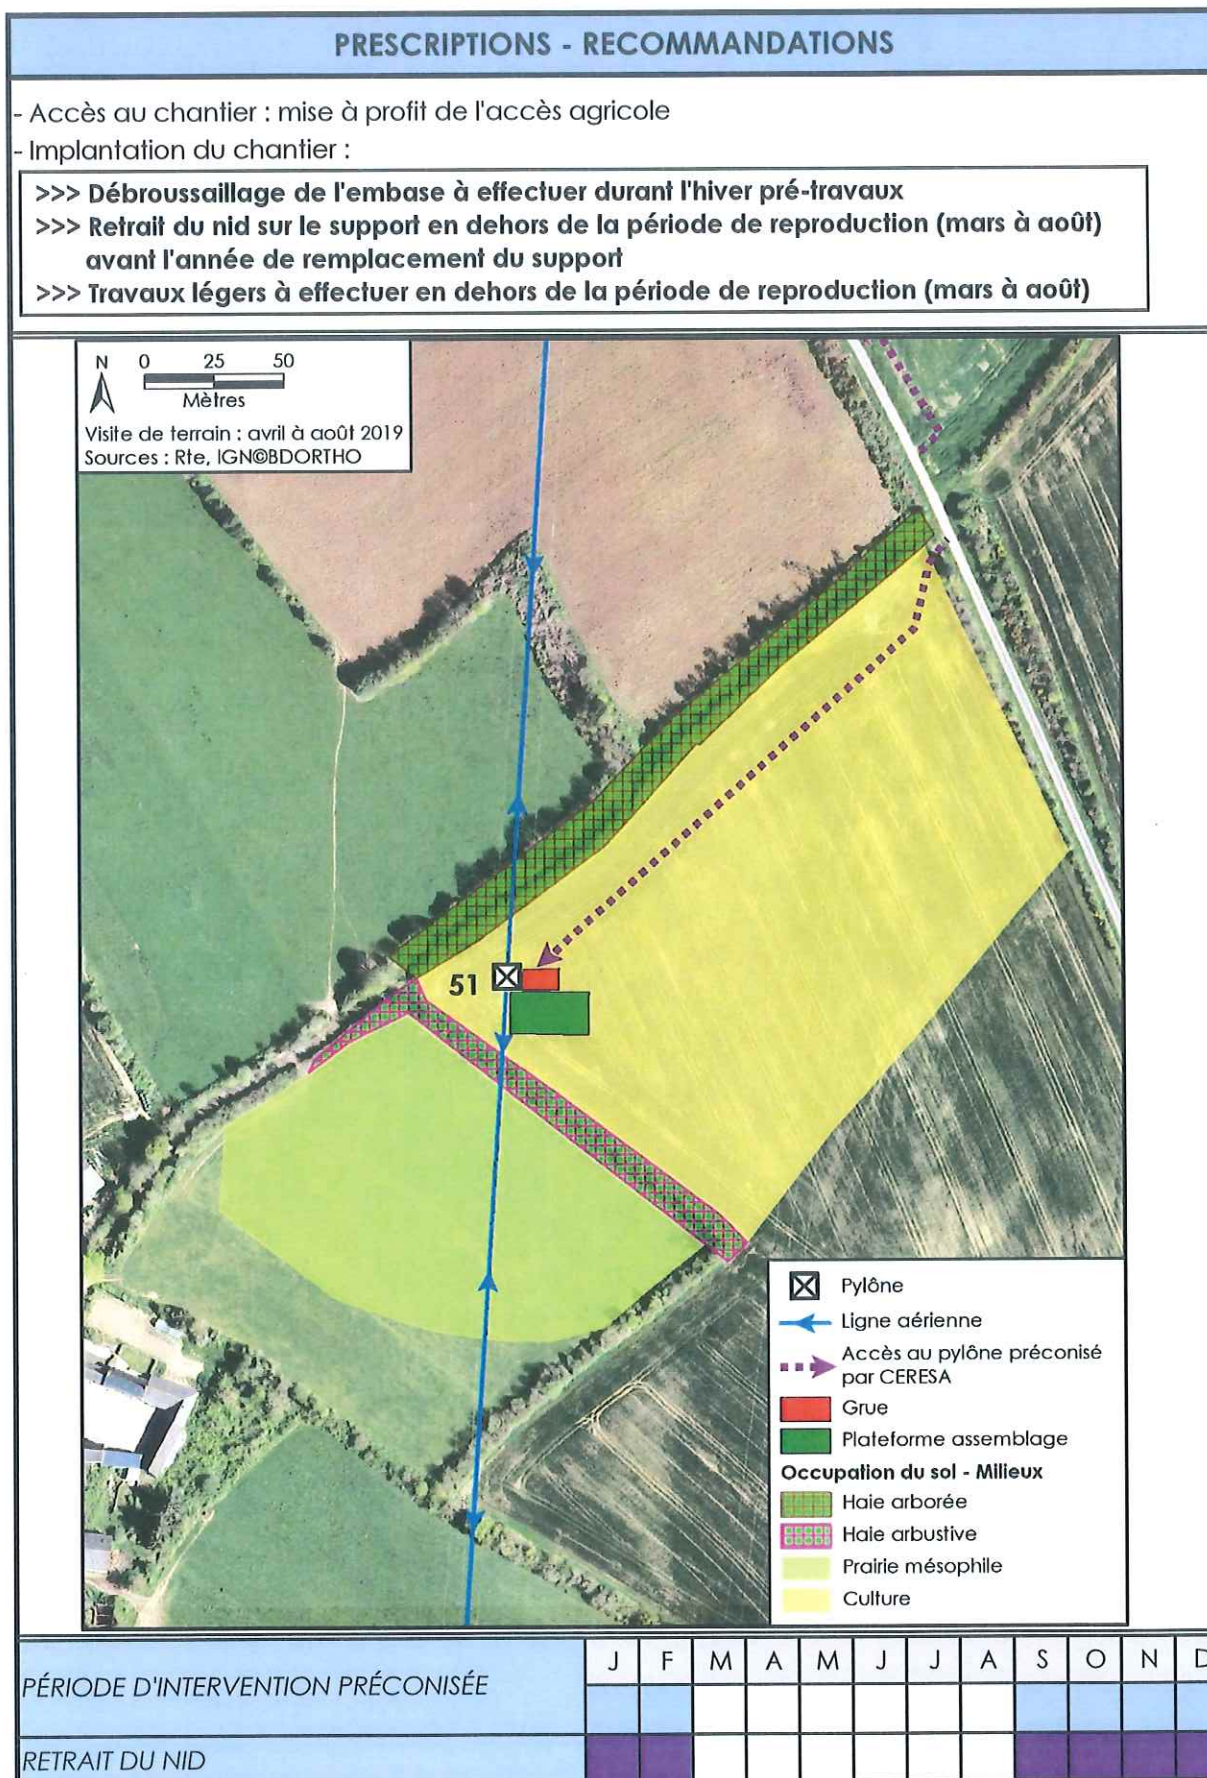 PRESCRIPTIONS - RECOMMANDATIONS
- Accès au chantier : mise à profit de l'accès agricole
- Implantation du chantier :
>>> Débroussaillage de l'embase à effectuer durant l'hiver pré-travaux
>>> Retrait du nid sur le support en dehors de la période de reproduction (mars à août)
avant l'année de remplacement du support
>>> Travaux légers à effectuer en dehors de la période de reproduction (mars à août)
N 0 25 50
Mètres
Visite de terrain : avril à août 2019
Sources : Rte, IGN©BDORTHO
51
Pylône
Ligne aérienne
Accès au pylône préconisé
par CERESA
Grue
Plateforme assemblage
Occupation du sol - Milieux
Haie arborée
Haie arbustive
Prairie mésophile
Culture
PÉRIODE D'INTERVENTION PRÉCONISÉE J F M A M J J A S O N D
RETRAIT DU NID